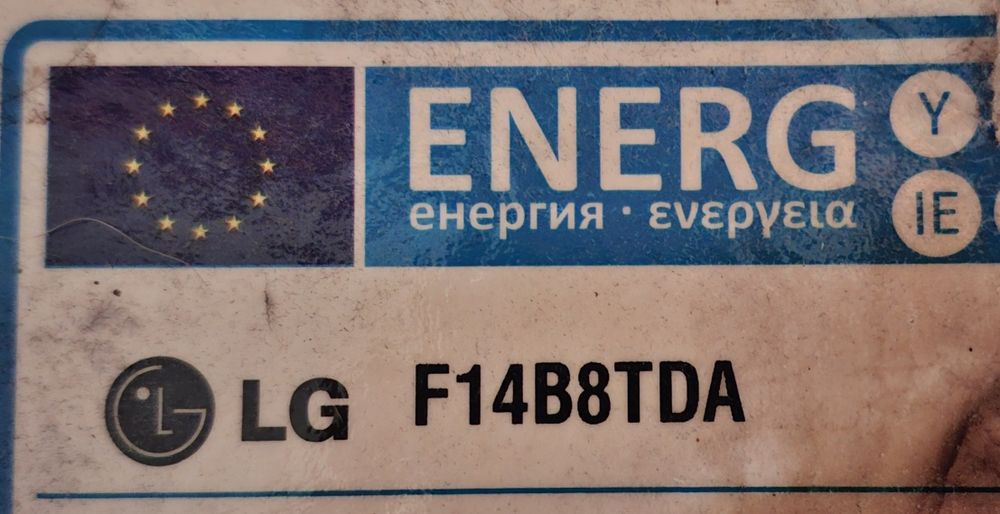 ENERG Y
енергия · ενεργεια IE
LG F14B8TDA